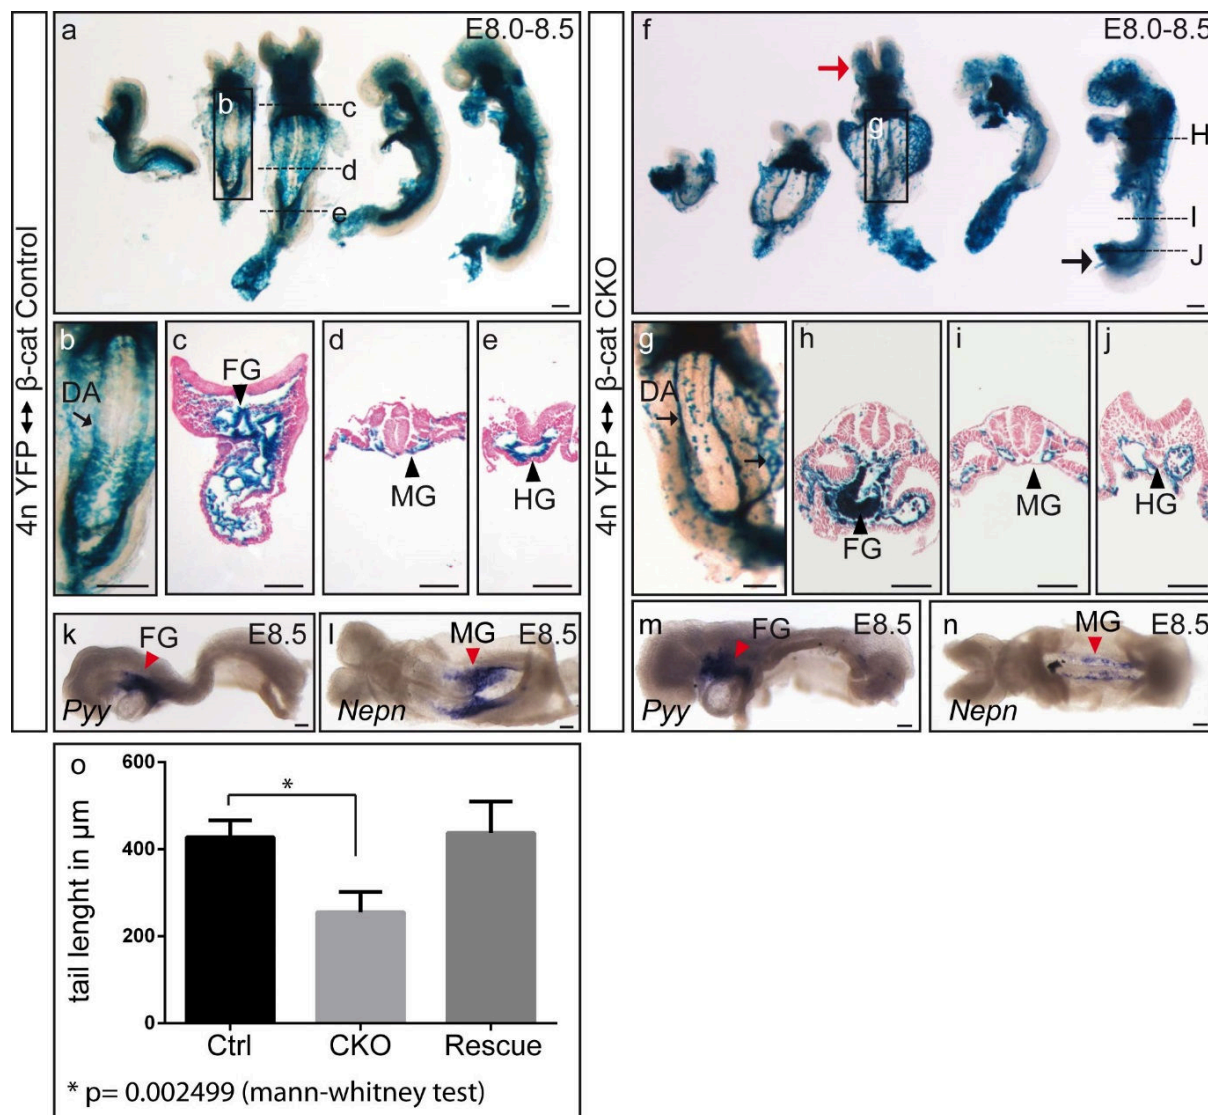 4n YFP ↔ β-cat Control
a
E8.0-8.5
b
c
d
e
b
DA
c
FG
d
MG
e
HG
k
FG
E8.5
Pyy
l
MG
E8.5
Nepn
4n YFP ↔ β-cat CKO
f
E8.0-8.5
g
H
I
J
g
DA
h
FG
i
MG
j
HG
m
FG
E8.5
Pyy
n
MG
E8.5
Nepn
o
tail lenght in µm
600
400
200
0
*
Ctrl CKO Rescue
* p= 0.002499 (mann-whitney test)